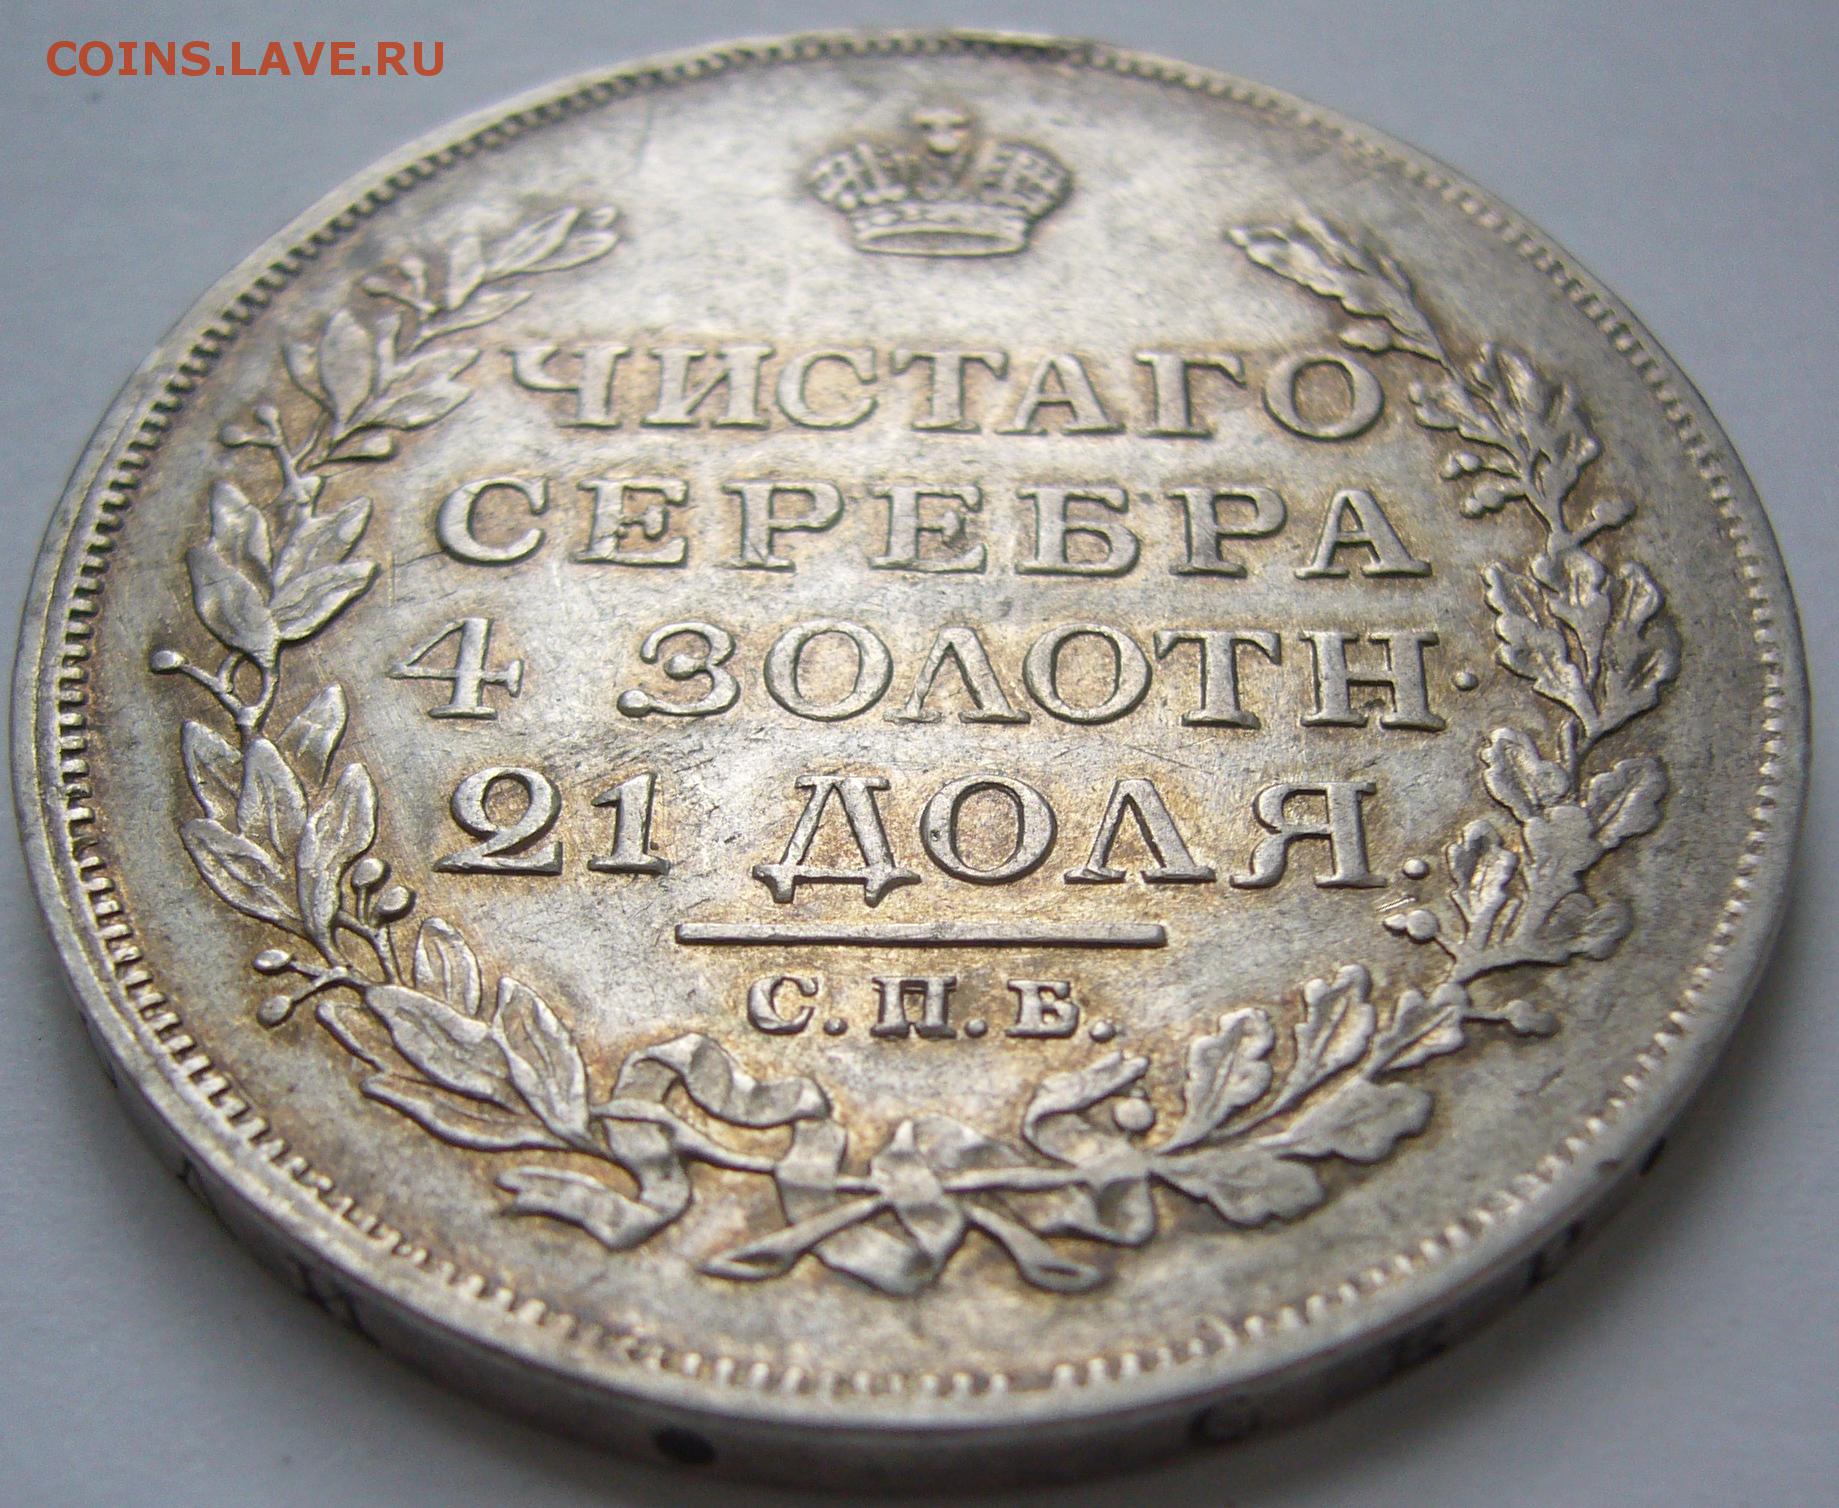 COINS.LAVE.RU
ЧИСТАГО
СЕРЕБРА
4 ЗОЛОТН.
21 ДОЛЯ.
С.П.Б.